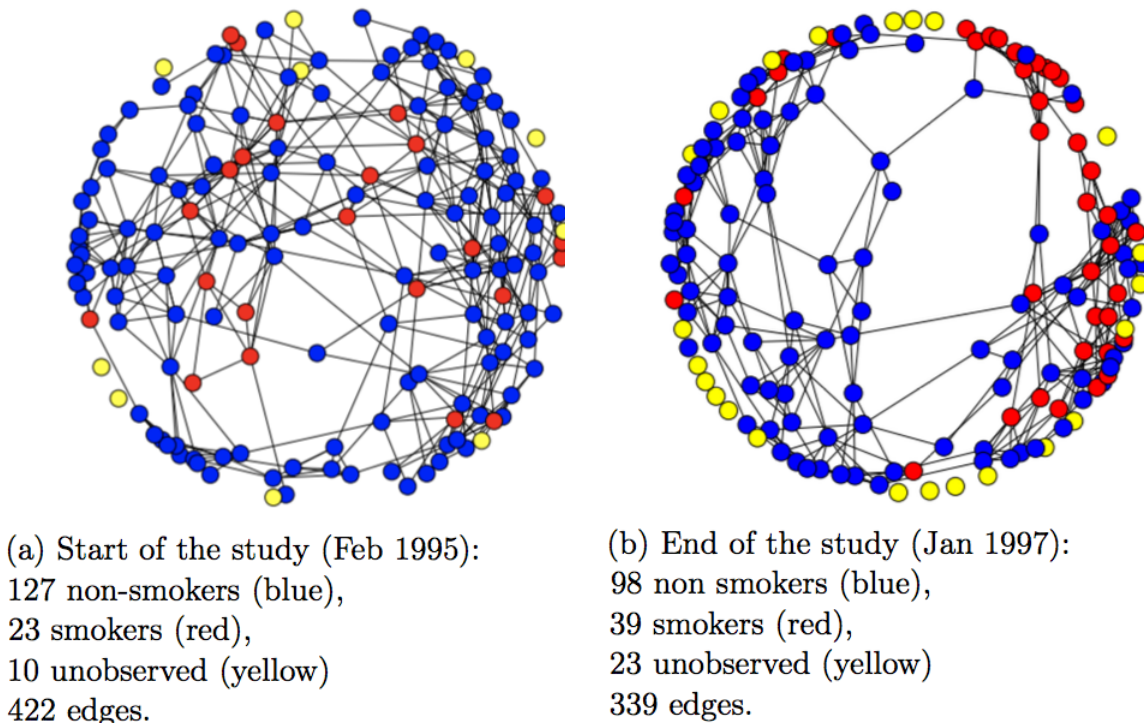 (a) Start of the study (Feb 1995):
127 non-smokers (blue),
23 smokers (red),
10 unobserved (yellow)
422 edges.
(b) End of the study (Jan 1997):
98 non smokers (blue),
39 smokers (red),
23 unobserved (yellow)
339 edges.